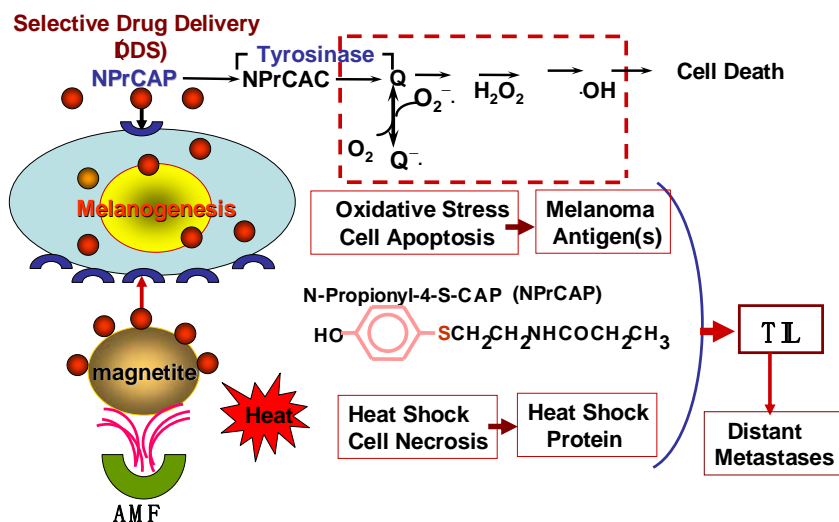 Selective Drug Delivery
(DDS)
Tyrosinase
NPrCAP
NPrCAC
Q
O2−·
H2O2
·OH
Cell Death
O2
Q−·
Melanogenesis
Oxidative Stress
Cell Apoptosis
Melanoma
Antigen(s)
N-Propionyl-4-S-CAP (NPrCAP)
HO
SCH2CH2NHCOCH2CH3
TIL
magnetite
Heat
Heat Shock
Cell Necrosis
Heat Shock
Protein
Distant
Metastases
AMF